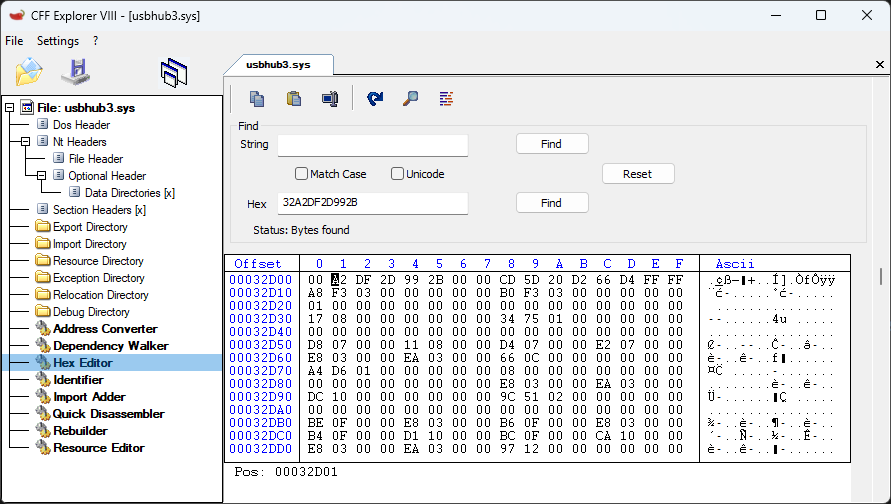 CFF Explorer VIII - [usbhub3.sys]
File Settings ?
usbhub3.sys
File: usbhub3.sys
Dos Header
Nt Headers
File Header
Optional Header
Data Directories [x]
Section Headers [x]
Export Directory
Import Directory
Resource Directory
Exception Directory
Relocation Directory
Debug Directory
Address Converter
Dependency Walker
Hex Editor
Identifier
Import Adder
Quick Disassembler
Rebuilder
Resource Editor
Find
String
Find
Match Case
Unicode
Reset
Hex
32A2DF2D992B
Find
Status: Bytes found
Offset 0 1 2 3 4 5 6 7 8 9 A B C D E F Ascii
00032D00 00 A2 DF 2D 99 2B 00 00 CD 5D 20 D2 66 D4 FF FF
00032D10 A8 F3 03 00 00 00 00 00 B0 F3 03 00 00 00 00 00
00032D20 01 00 00 00 00 00 00 00 00 00 00 00 00 00 00 00
00032D30 17 08 00 00 00 00 00 00 34 75 01 00 00 00 00 00
00032D40 00 00 00 00 00 00 00 00 00 00 00 00 00 00 00 00
00032D50 D8 07 00 00 11 08 00 00 D4 07 00 00 E2 07 00 00
00032D60 E8 03 00 00 EA 03 00 00 66 0C 00 00 00 00 00 00
00032D70 A4 D6 01 00 00 00 00 00 00 00 00 00 00 00 00 00
00032D80 00 00 00 00 00 00 00 00 E8 03 00 00 EA 03 00 00
00032D90 DC 10 00 00 00 00 00 00 9C 51 02 00 00 00 00 00
00032DA0 00 00 00 00 00 00 00 00 00 00 00 00 00 00 00 00
00032DB0 BE 0F 00 00 E8 03 00 00 B6 0F 00 00 E8 03 00 00
00032DC0 B4 0F 00 00 D1 10 00 00 BC 0F 00 00 CA 10 00 00
00032DD0 E8 03 00 00 EA 03 00 00 97 12 00 00 00 00 00 00
Pos: 00032D01